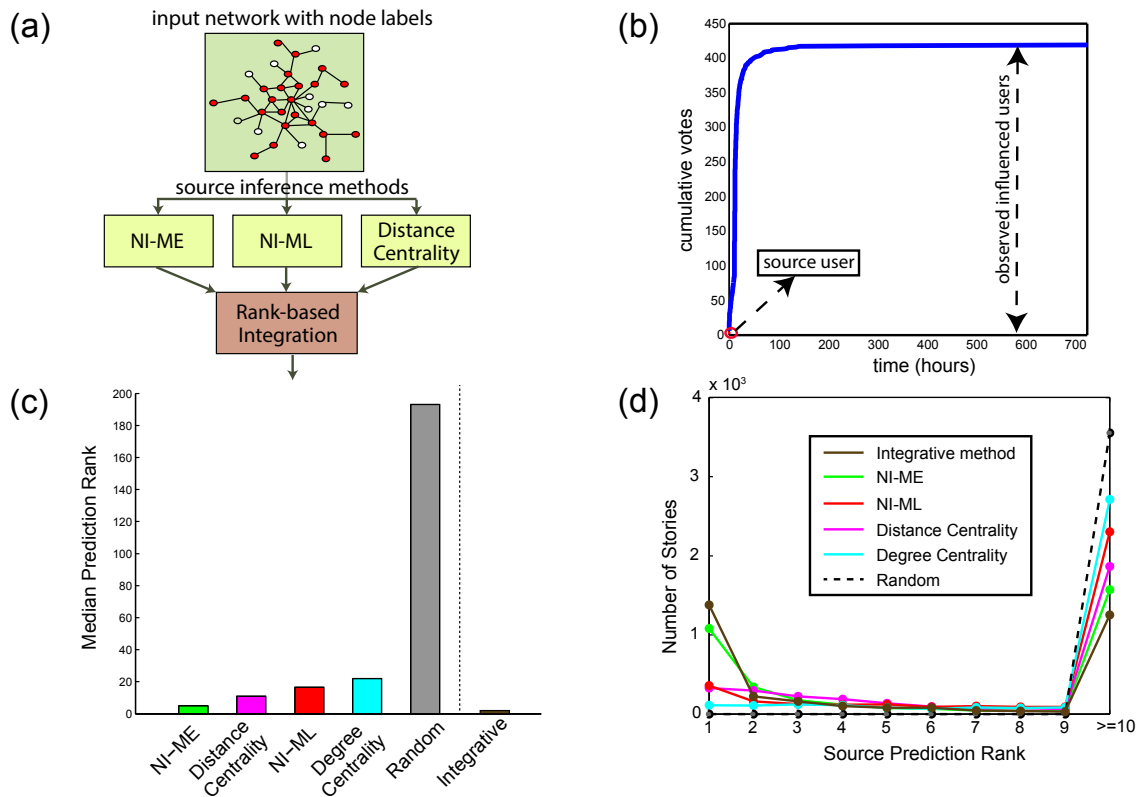 (a)
input network with node labels
source inference methods
NI-ME
NI-ML
Distance
Centrality
Rank-based
Integration
(b)
450
400
350
300
250
200
150
100
50
0
cumulative votes
source user
observed influenced users
0 100 200 300 400 500 600 700
time (hours)
(c)
200
180
160
140
120
100
80
60
40
20
0
Median Prediction Rank
NI−ME
Distance
Centrality
NI−ML
Degree
Centrality
Random
Integrative
(d)
x 10³
4
3
2
1
0
Number of Stories
Integrative method
NI-ME
NI-ML
Distance Centrality
Degree Centrality
Random
1 2 3 4 5 6 7 8 9 >=10
Source Prediction Rank